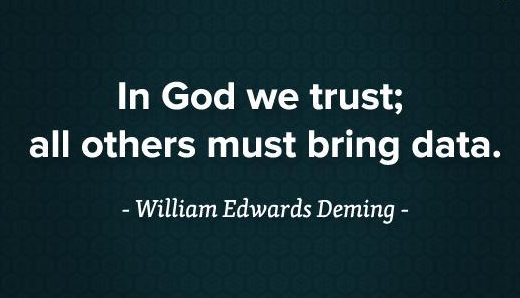 In God we trust;
all others must bring data.
- William Edwards Deming -